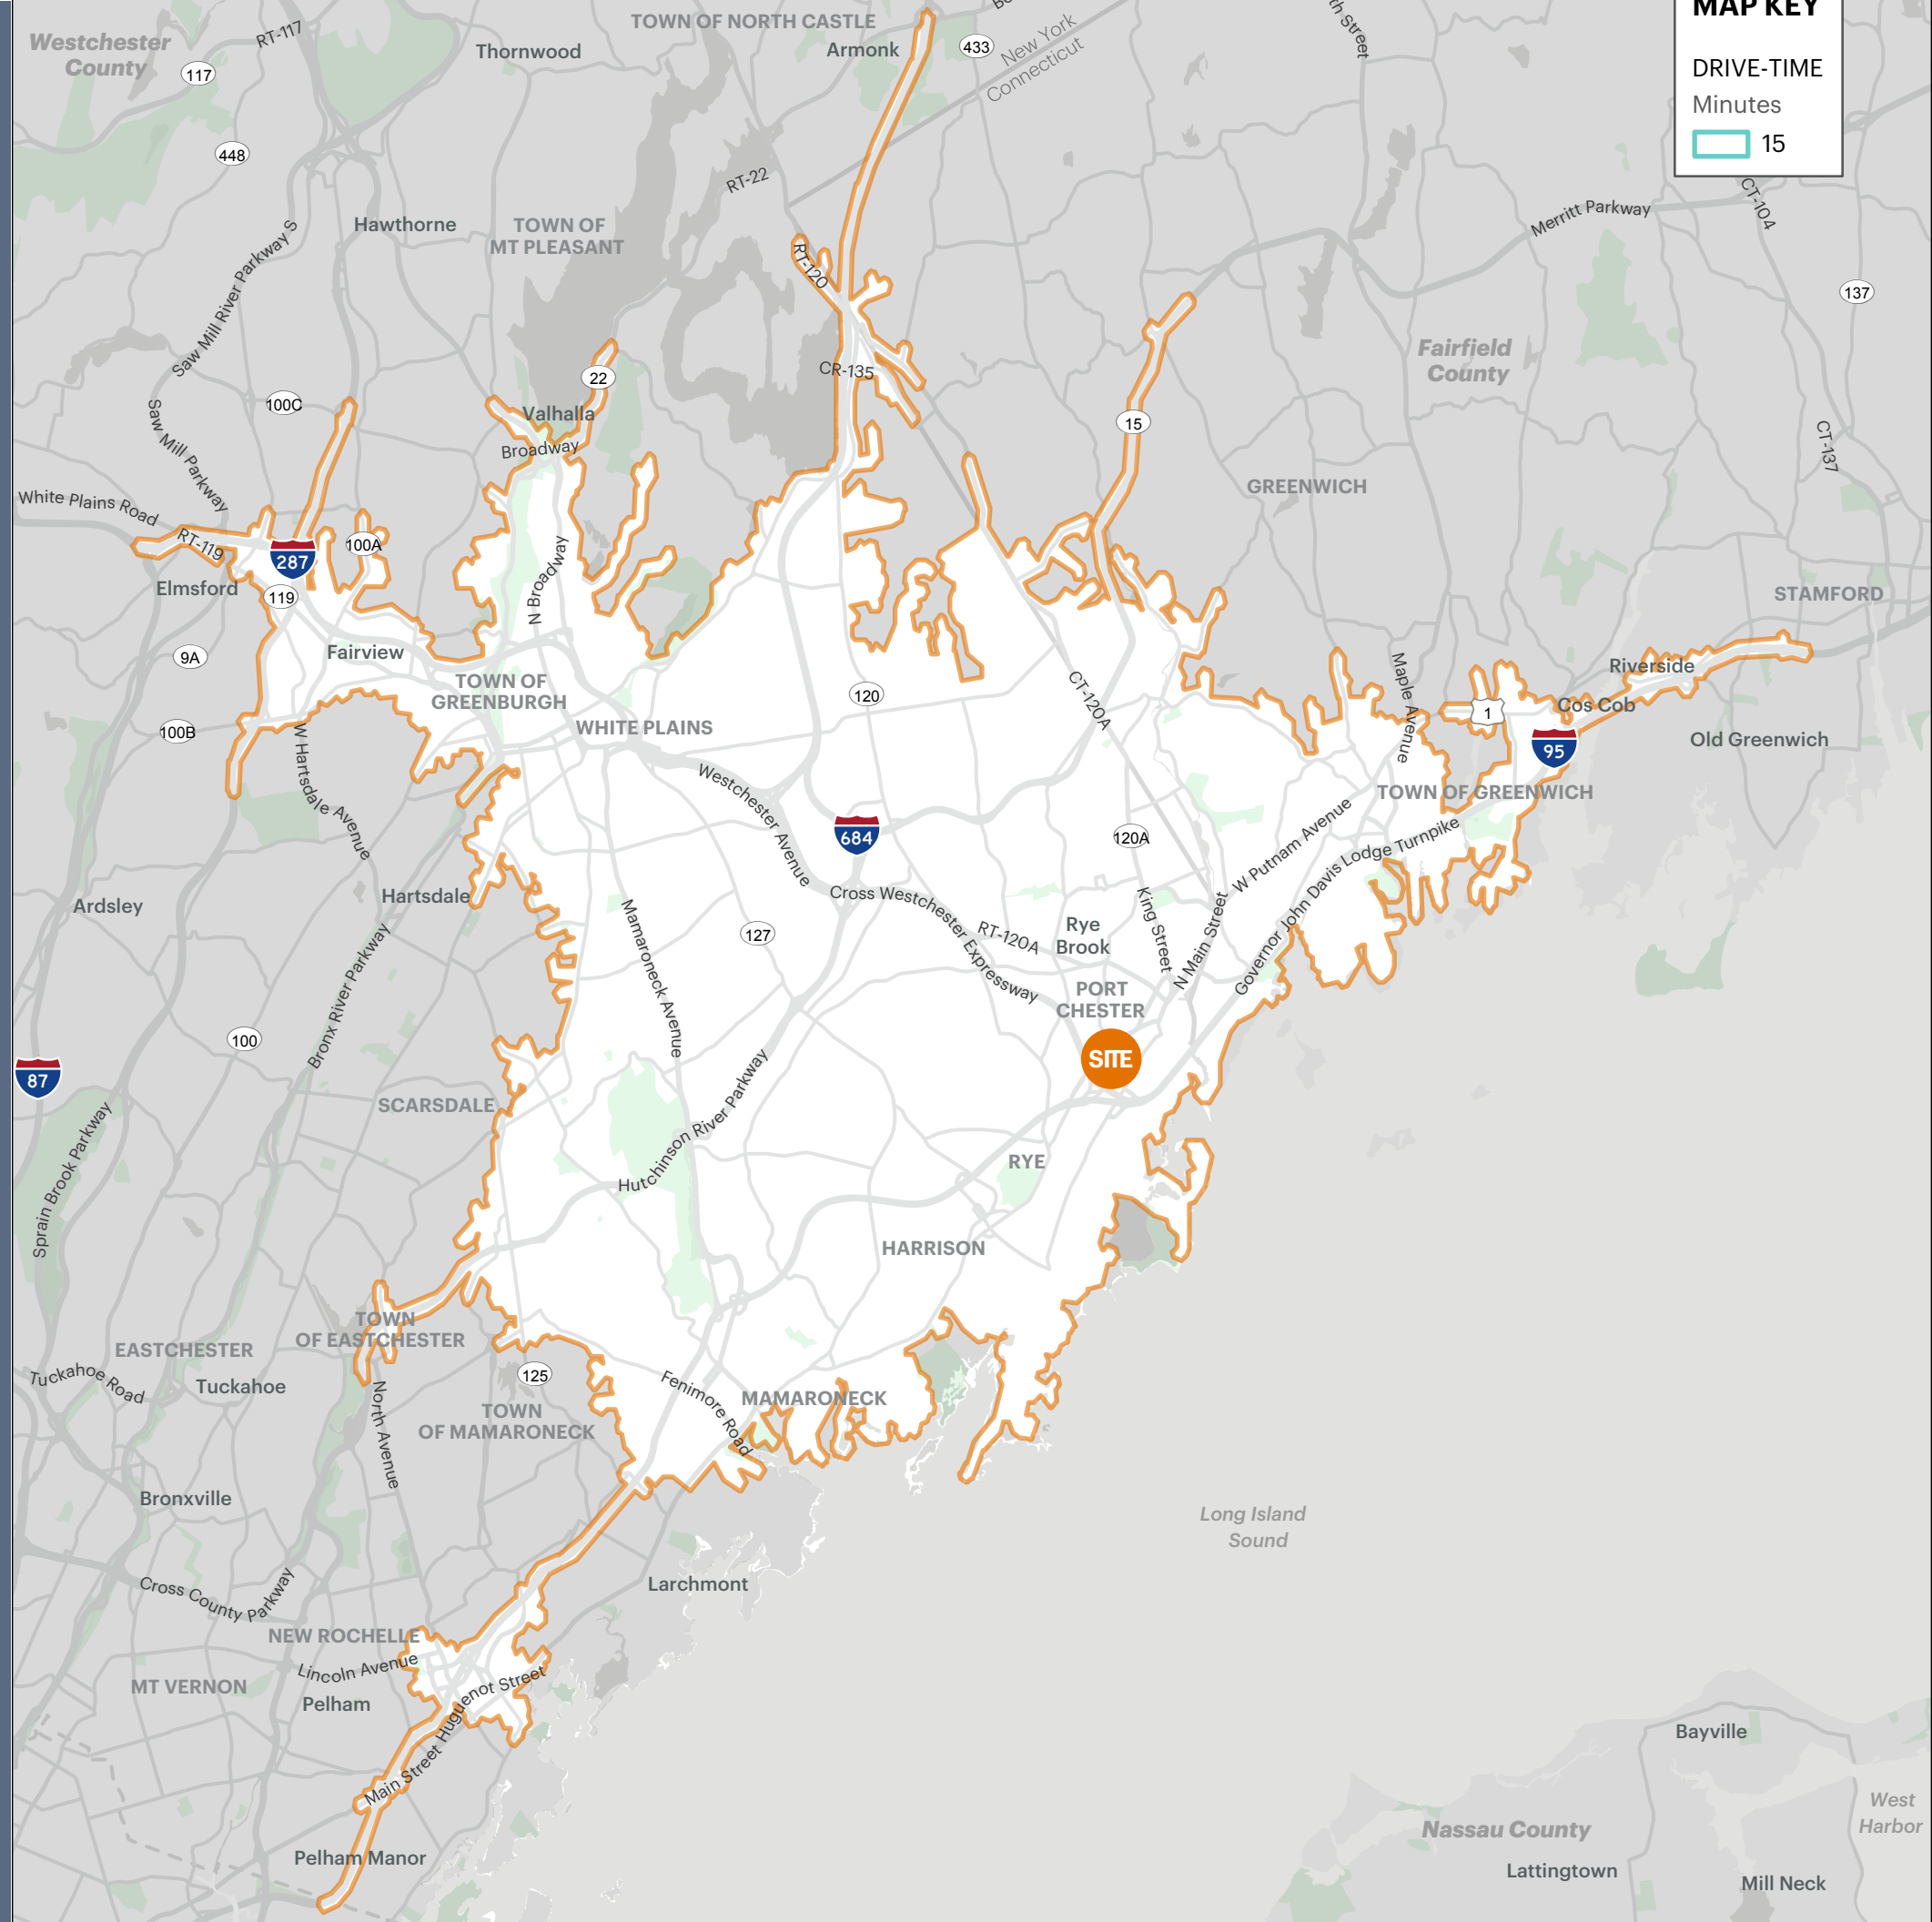 MAP KEY
DRIVE-TIME
Minutes
15
TOWN OF NORTH CASTLE
Westchester
County
RT-117
Thornwood
Armonk
433
New York
Connecticut
117
448
RT-22
CT-104
Merritt Parkway
Hawthorne
TOWN OF
MT PLEASANT
Saw Mill River Parkway S
RT-120
137
Fairfield
County
CR-135
22
100C
Valhalla
15
Broadway
Saw Mill Parkway
CT-137
GREENWICH
White Plains Road
RT-119
287
100A
Elmsford
119
N Broadway
STAMFORD
9A
Fairview
Maple Avenue
Riverside
TOWN OF
GREENBURGH
120
CT-120A
Cos Cob
1
100B
WHITE PLAINS
95
Old Greenwich
W Hartsdale Avenue
Westchester Avenue
TOWN OF GREENWICH
684
120A
W Putnam Avenue
Governor John Davis Lodge Turnpike
Hartsdale
Ardsley
Cross Westchester Expressway
Mamaroneck Avenue
127
RT-120A
Rye
Brook
King Street
N Main Street
Bronx River Parkway
PORT
CHESTER
SITE
100
87
SCARSDALE
Hutchinson River Parkway
Sprain Brook Parkway
RYE
HARRISON
TOWN
OF EASTCHESTER
EASTCHESTER
Tuckahoe Road
Tuckahoe
125
North Avenue
Fenimore Road
MAMARONECK
TOWN
OF MAMARONECK
Bronxville
Long Island
Sound
Cross County Parkway
Larchmont
NEW ROCHELLE
Lincoln Avenue
MT VERNON
Pelham
Huguenot Street
Main Street
Bayville
West
Harbor
Nassau County
Pelham Manor
Lattingtown
Mill Neck